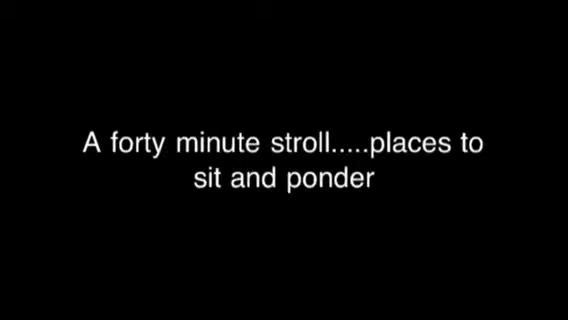 A forty minute stroll.....places to
sit and ponder